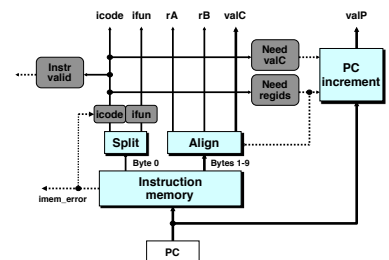 icode ifun rA rB valC valP
Need
valC
Instr
valid
PC
increment
Need
regids
icode ifun
Split Align
Byte 0 Bytes 1-9
Instruction
memory
imem_error
PC